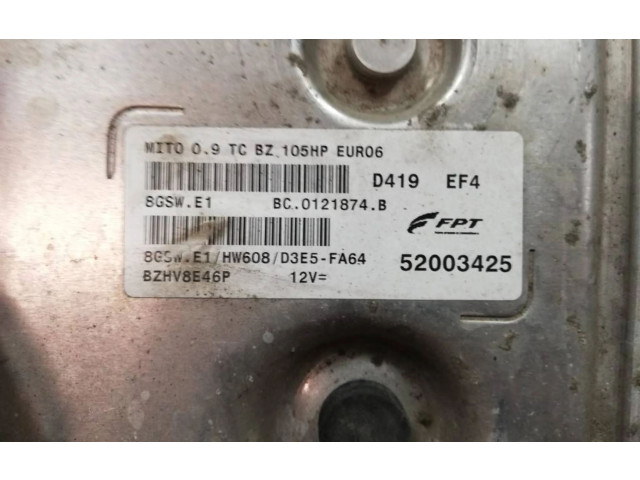 MITO 0.9 TC BZ 105HP EURO6
D419 EF4
8GSW.E1 BC.0121874.B
FPT
8GSW.E1/HW608/D3E5-FA64
BZHV8E46P 12V=
52003425